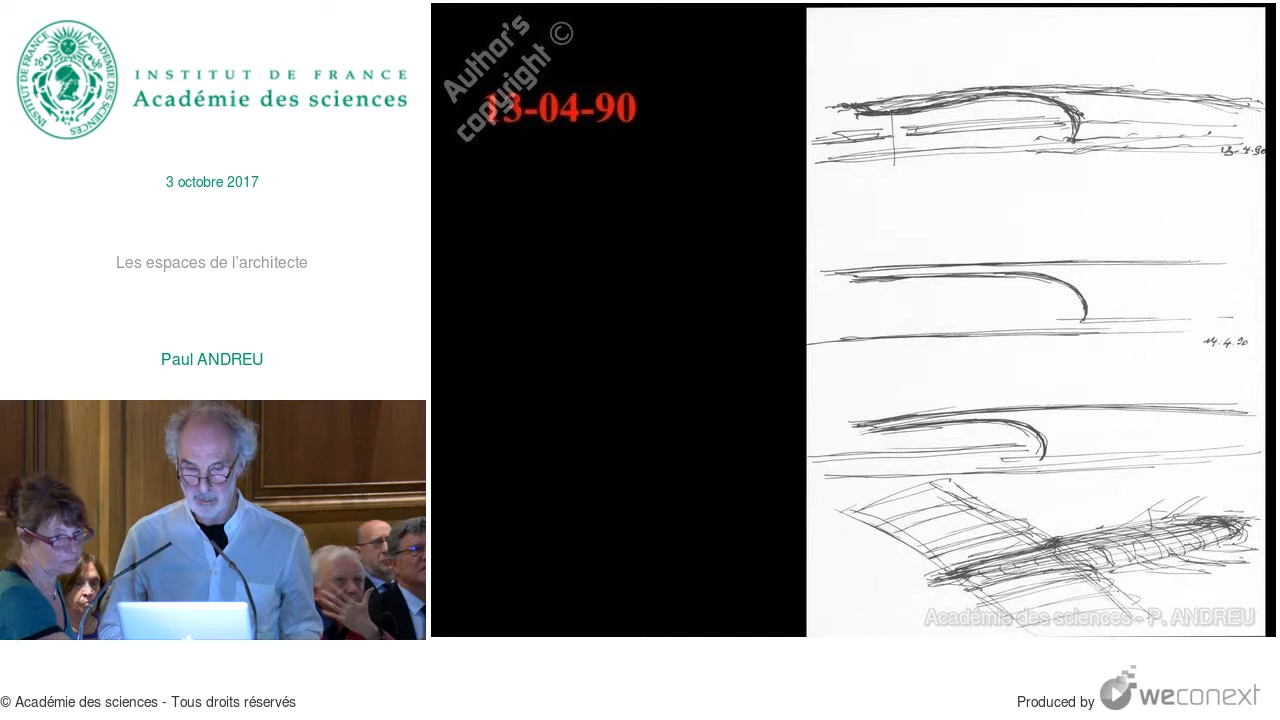 INSTITUT DE FRANCE
Académie des sciences
3 octobre 2017
Les espaces de l'architecte
Paul ANDREU
Author's
copyright ©
13-04-90
13-4-90
14.4.90
Académie des sciences - P. ANDREU
© Académie des sciences - Tous droits réservés
Produced by weconext